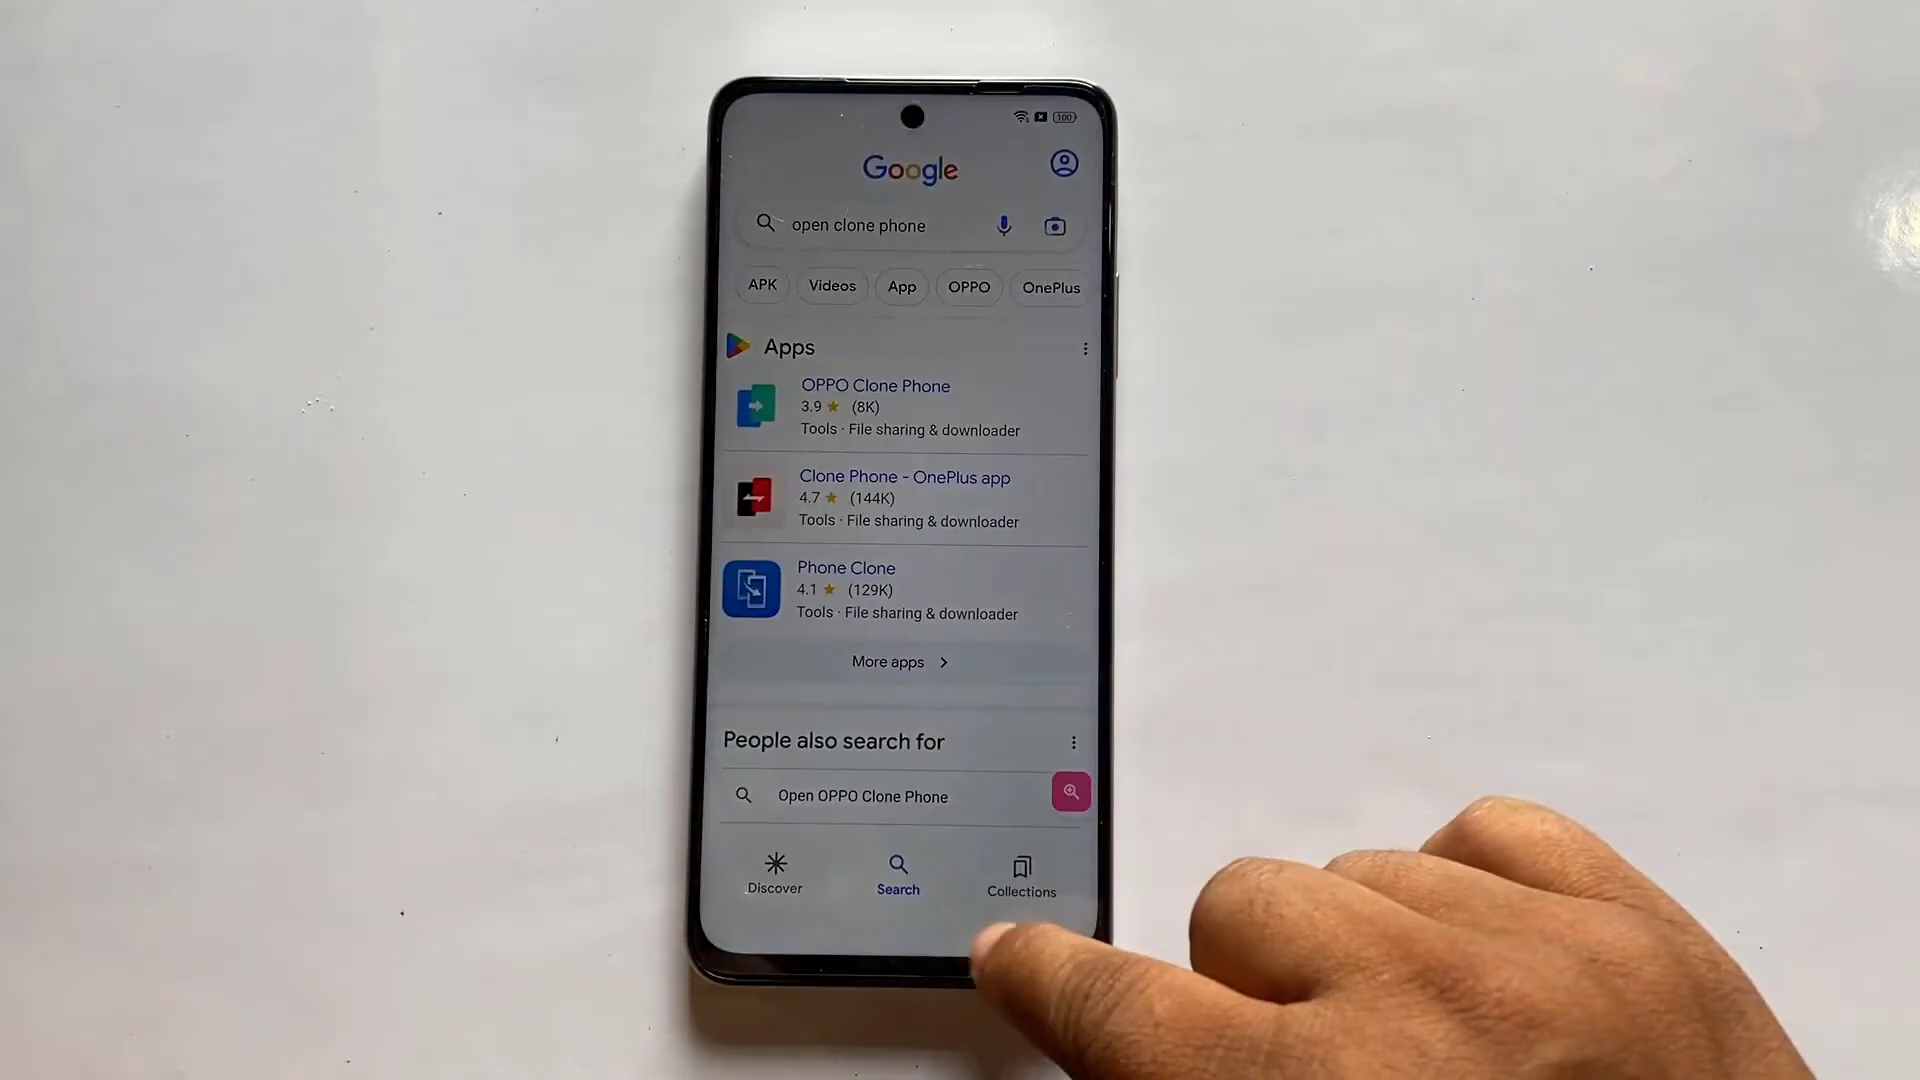 100
Google
open clone phone
APK Videos App OPPO OnePlus
Apps
OPPO Clone Phone
3.9 ★ (8K)
Tools · File sharing & downloader
Clone Phone - OnePlus app
4.7 ★ (144K)
Tools · File sharing & downloader
Phone Clone
4.1 ★ (129K)
Tools · File sharing & downloader
More apps
People also search for
Open OPPO Clone Phone
Discover Search Collections